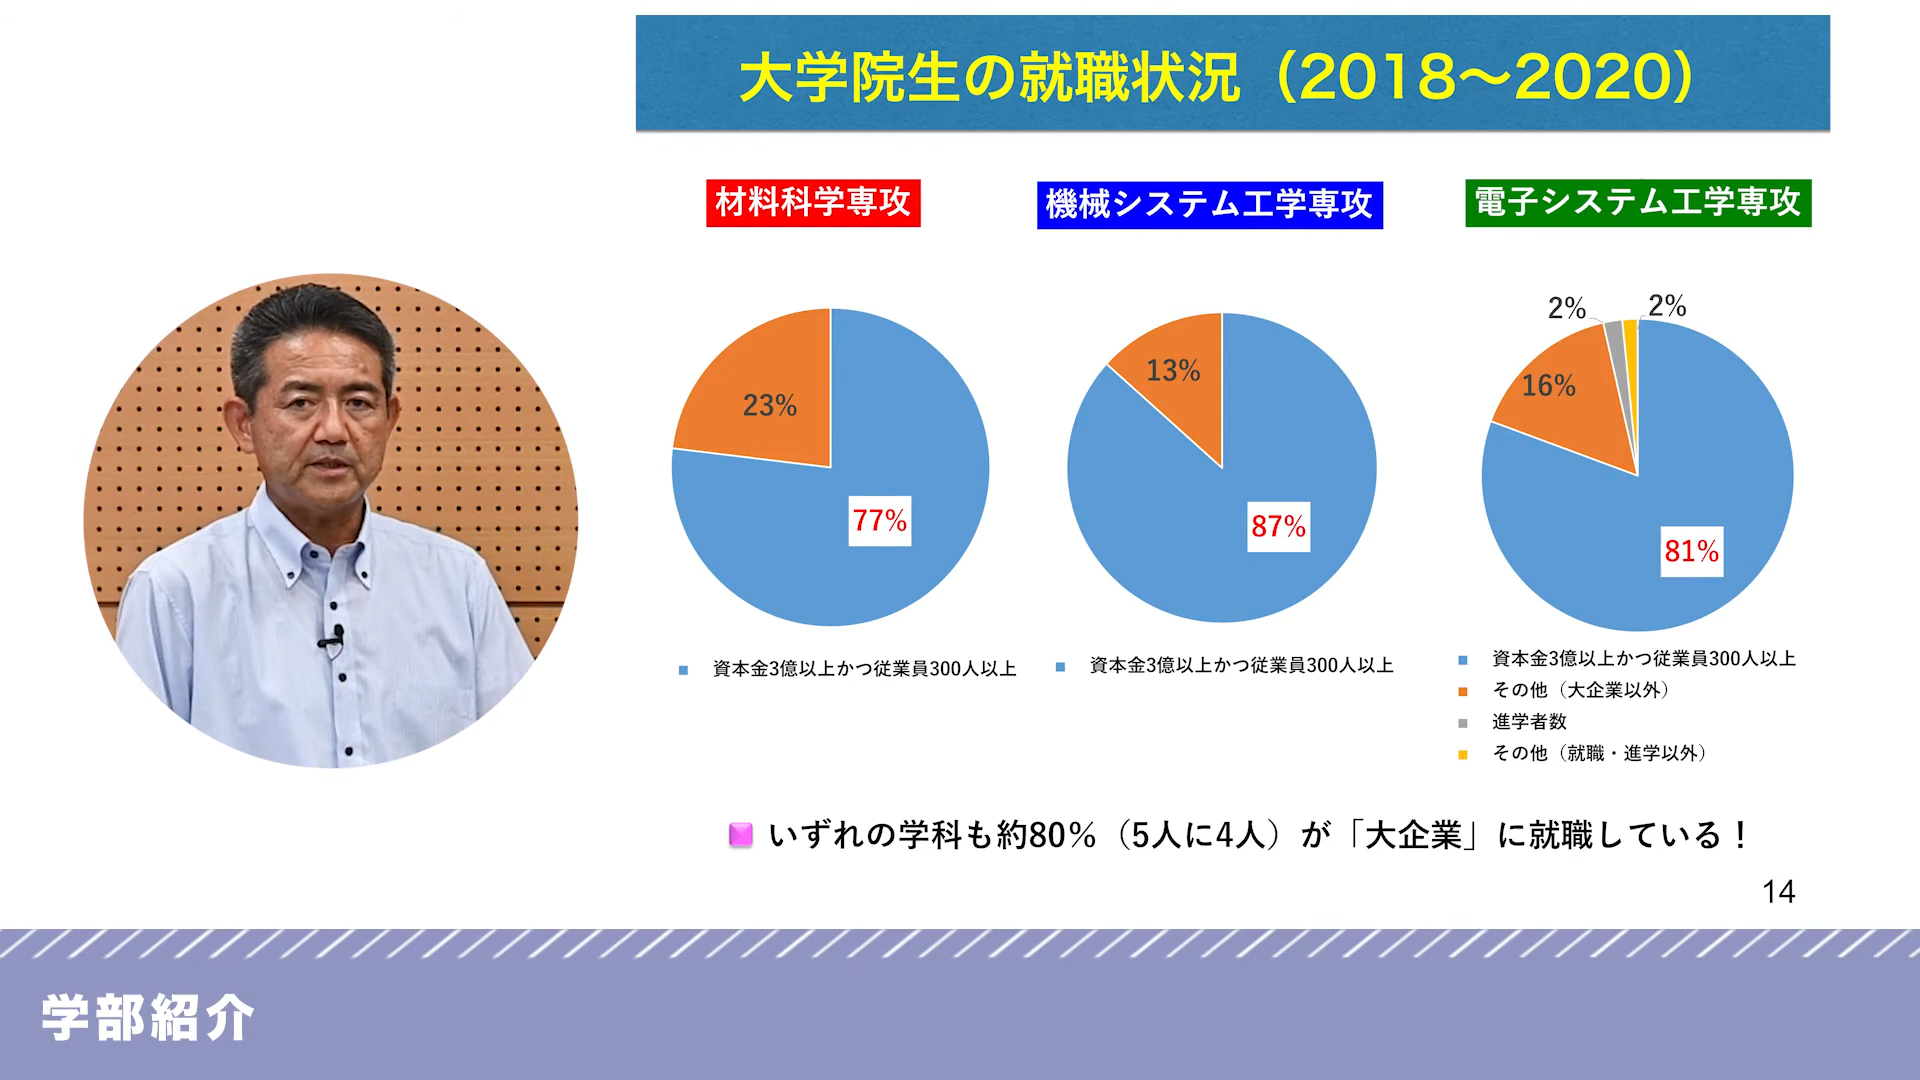 大学院生の就職状況（2018～2020）
材料科学専攻
機械システム工学専攻
電子システム工学専攻
23%
77%
13%
87%
2%
2%
16%
81%
資本金3億以上かつ従業員300人以上
資本金3億以上かつ従業員300人以上
資本金3億以上かつ従業員300人以上
その他（大企業以外）
進学者数
その他（就職・進学以外）
いずれの学科も約80％（5人に4人）が「大企業」に就職している！
14
学部紹介